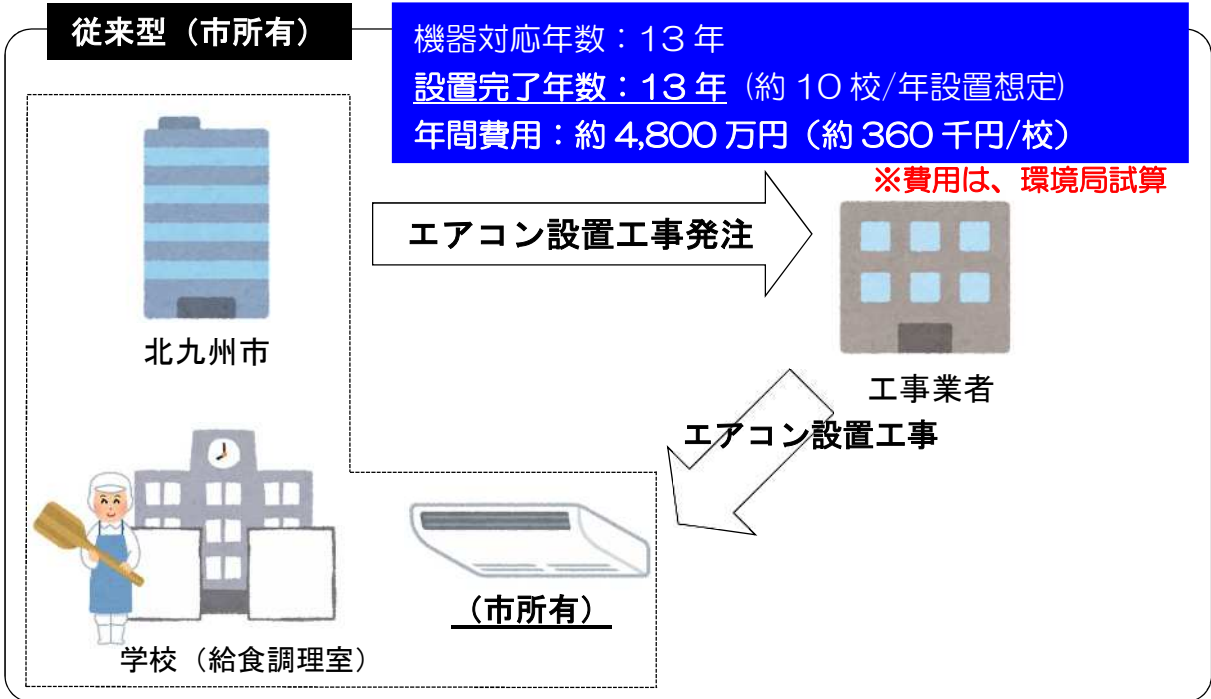 従来型（市所有）
機器対応年数：13年
設置完了年数：13年（約10校/年設置想定）
年間費用：約4,800万円（約360千円/校）
※費用は、環境局試算
エアコン設置工事発注
北九州市
工事業者
エアコン設置工事
（市所有）
学校（給食調理室）